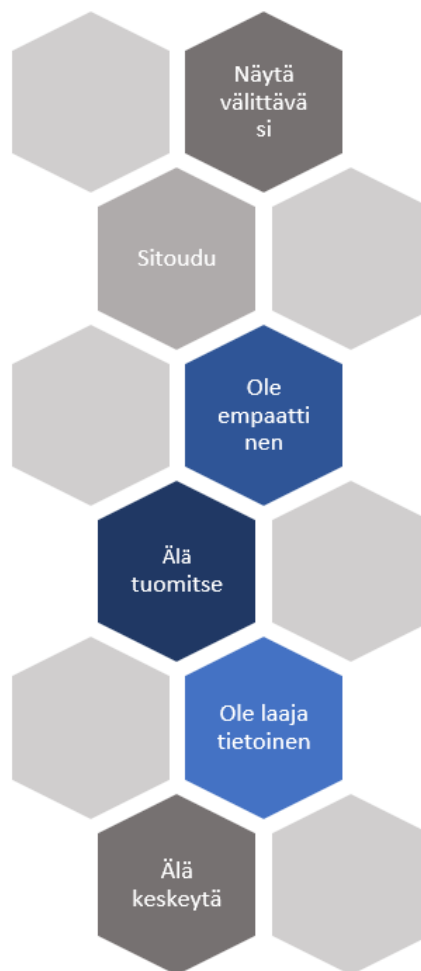 Näytä
välittävä
si
Sitoudu
Ole
empaatti
nen
Älä
tuomitse
Ole laaja
tietoinen
Älä
keskeytä